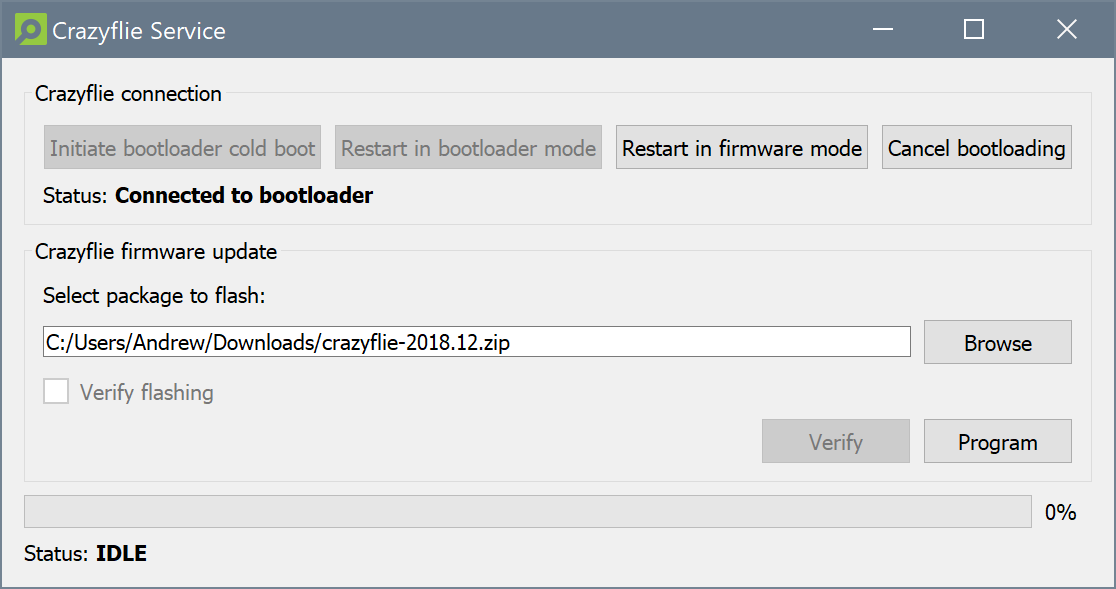 Crazyflie Service
Crazyflie connection
Initiate bootloader cold boot Restart in bootloader mode Restart in firmware mode Cancel bootloading
Status: Connected to bootloader
Crazyflie firmware update
Select package to flash:
C:/Users/Andrew/Downloads/crazyflie-2018.12.zip Browse
Verify flashing
Verify Program
0%
Status: IDLE